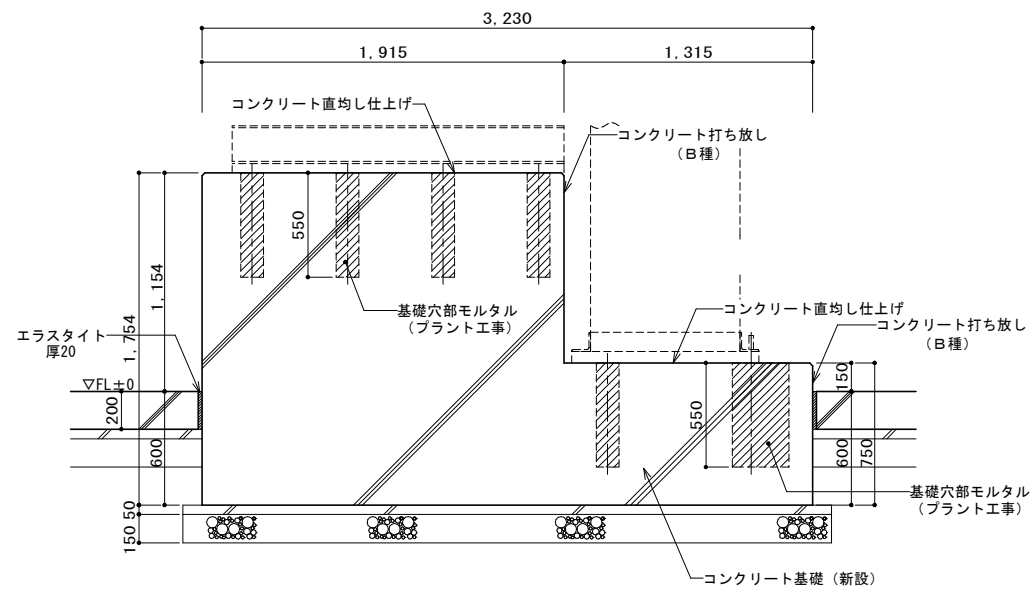 3,230
1,915
1,315
コンクリート直均し仕上げ
コンクリート打ち放し
（Ｂ種）
550
1,154
1,754
基礎穴部モルタル
（プラント工事）
コンクリート直均し仕上げ
コンクリート打ち放し
（Ｂ種）
エラスタイト
厚20
▽FL±0
200
600
150
550
600
750
基礎穴部モルタル
（プラント工事）
50
150
コンクリート基礎（新設）